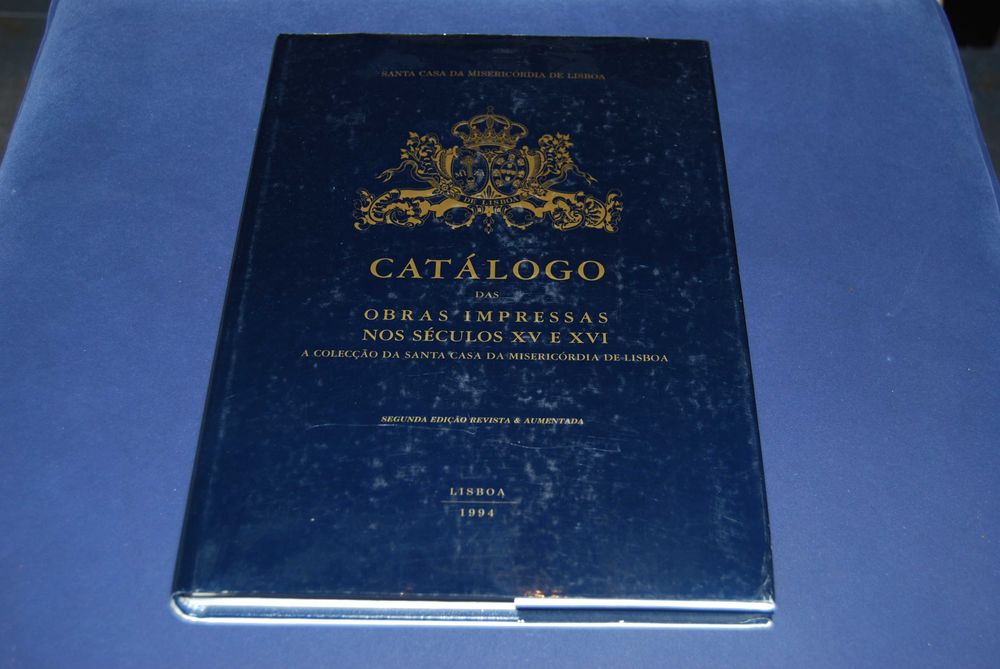 SANTA CASA DA MISERICÓRDIA DE LISBOA
DE LISBOA
CATÁLOGO
DAS
OBRAS IMPRESSAS
NOS SÉCULOS XV E XVI
A COLECÇÃO DA SANTA CASA DA MISERICÓRDIA DE LISBOA
SEGUNDA EDIÇÃO REVISTA & AUMENTADA
LISBOA
1994